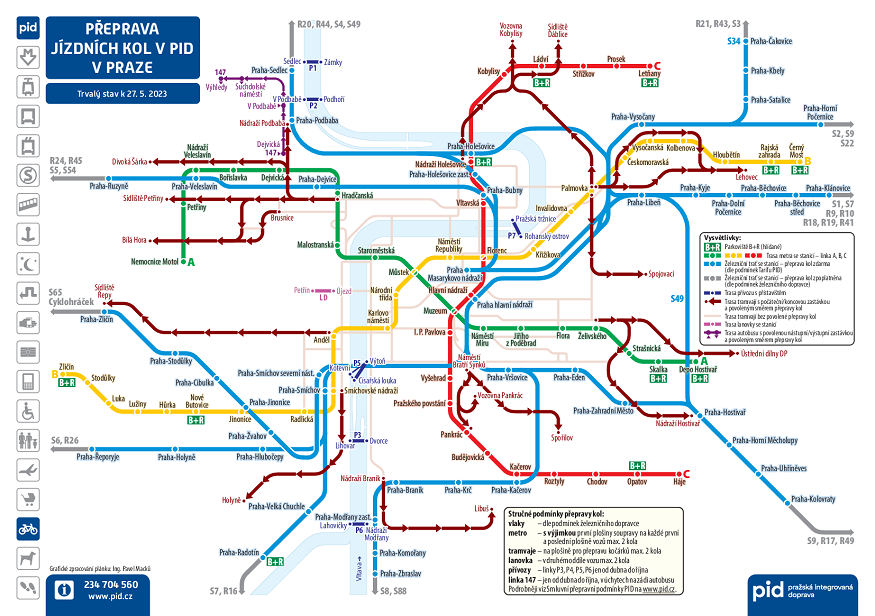 pid
PŘEPRAVA
JÍZDNÍCH KOL V PID
V PRAZE
Trvalý stav k 27. 5. 2023
R20, R44, S4, S49
R21, R43, S3
S34
Praha-Čakovice
Praha-Kbely
Praha-Satalice
Praha-Horní
Počernice
S2, S9
S22
Vozovna
Kobylisy
Sídliště
Ďáblice
Kobylisy
Ládví
B+R
Střížkov
Prosek
Letňany
C
B+R
Sedlec
P1
Zámky
Praha-Sedlec
V Podbabě
P2
Podhoří
Praha-Podbaba
147
Výhledy
Suchdolské
náměstí
V Podbabě
Nádraží Podbaba
Dejvická
147
R24, R45
S5, S54
Praha-Ruzyně
Divoká Šárka
Nádraží
Veleslavín
Praha-Veleslavín
Bořislavka
Dejvická
Praha-Dejvice
Sídliště Petřiny
Petřiny
Hradčanská
Brusnice
Bílá Hora
Nemocnice Motol
A
Malostranská
Praha-Holešovice
Nádraží Holešovice
B+R
Praha-Holešovice zast.
Praha-Bubny
Vltavská
Praha-Vysočany
Vysočanská
Kolbenova
Hloubětín
Rajská
zahrada
Černý
Most
B
B+R
B+R
Českomoravská
Lehovec
Palmovka
Invalidovna
Praha-Libeň
Praha-Kyje
Praha-Dolní
Počernice
Praha-Běchovice
Praha-Běchovice
střed
Praha-Klánovice
S1, S7
R9, R10
R18, R19, R41
Pražská tržnice
P7
Rohanský ostrov
Křižíkova
Florenc
Náměstí
Republiky
Praha
Masarykovo nádraží
Staroměstská
Můstek
Hlavní nádraží
Praha hlavní nádraží
Muzeum
Národní
třída
Karlovo
náměstí
I. P. Pavlova
Petřín
LD
Újezd
Spojovací
S49
Vysvětlivky:
B+R
Parkoviště B+R (hlídané)
Trasa metra se stanicí – linka A, B, C
Železniční trať se stanicí – přeprava kol zdarma
(dle podmínek Tarifu PID)
Železniční trať se stanicí – přeprava kol zpoplatněna
(dle podmínek železničního dopravce)
Trasa přívozu s přístavištěm
Trasa tramvají s počáteční/koncovou zastávkou
a povoleným směrem přepravy kol
Trasa tramvají bez povolené přepravy kol
Trasa lanovky se stanicí
Trasa autobusu s povolenou nástupní/výstupní zastávkou
a povoleným směrem přepravy kol
S65
Cyklohráček
Sídliště
Řepy
Praha-Zličín
Praha-Stodůlky
Praha-Cibulka
Praha-Jinonice
Praha-Žvahov
Praha-Hlubočepy
Praha-Holyně
Praha-Řeporyje
S6, R26
Zličín
B
B+R
Stodůlky
Luka
Lužiny
Hůrka
Nové
Butovice
B+R
Jinonice
Radlická
Anděl
Praha-Smíchov severní nást.
Praha-Smíchov
Smíchovské nádraží
Kotevní
P5
Výtoň
Císařská louka
Náměstí
Míru
Jiřího
z Poděbrad
Flora
Želivského
Strašnická
Skalka
B+R
Depo Hostivař
B+R
A
Ústřední dílny DP
Náměstí
Bratří Synků
Praha-Vršovice
Praha-Eden
Praha-Zahradní Město
Nádraží Hostivař
Praha-Hostivař
Praha-Horní Měcholupy
Praha-Uhříněves
Praha-Kolovraty
S9, R17, R49
Vyšehrad
Pražského povstání
Vozovna Pankrác
Pankrác
Spořilov
Budějovická
Kačerov
Praha-Kačerov
Roztyly
Chodov
Opatov
B+R
Háje
C
Lihovar
P3
Dvorce
Holyně
Nádraží Braník
Praha-Braník
Praha-Krč
Libuš
Praha-Velká Chuchle
Praha-Modřany zast.
Lahovičky
P6
Nádraží
Modřany
Praha-Radotín
B+R
S7, R16
Praha-Komořany
Praha-Zbraslav
Vltava
S8, S88
Stručné podmínky přepravy kol:
vlaky – dle podmínek železničního dopravce
metro – s výjimkou první plošiny soupravy na každé první
a poslední plošině vozů max. 2 kola
tramvaje – na plošině pro přepravu kočárků max. 2 kola
lanovka – v druhém oddíle vozu max. 2 kola
přívozy – linky P3, P4, P5, P6 jen od dubna do října
linka 147 – jen od dubna do října, v úchytech na zádi autobusu
Podrobněji viz Smluvní přepravní podmínky PID na www.pid.cz.
Grafické zpracování plánku: Ing. Pavel Macků
234 704 560
www.pid.cz
pid
pražská integrovaná
doprava